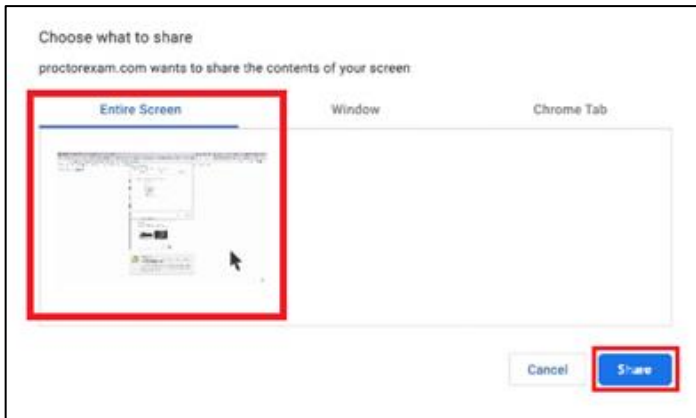 Choose what to share
proctorexam.com wants to share the contents of your screen
Entire Screen
Window
Chrome Tab
Cancel
Share